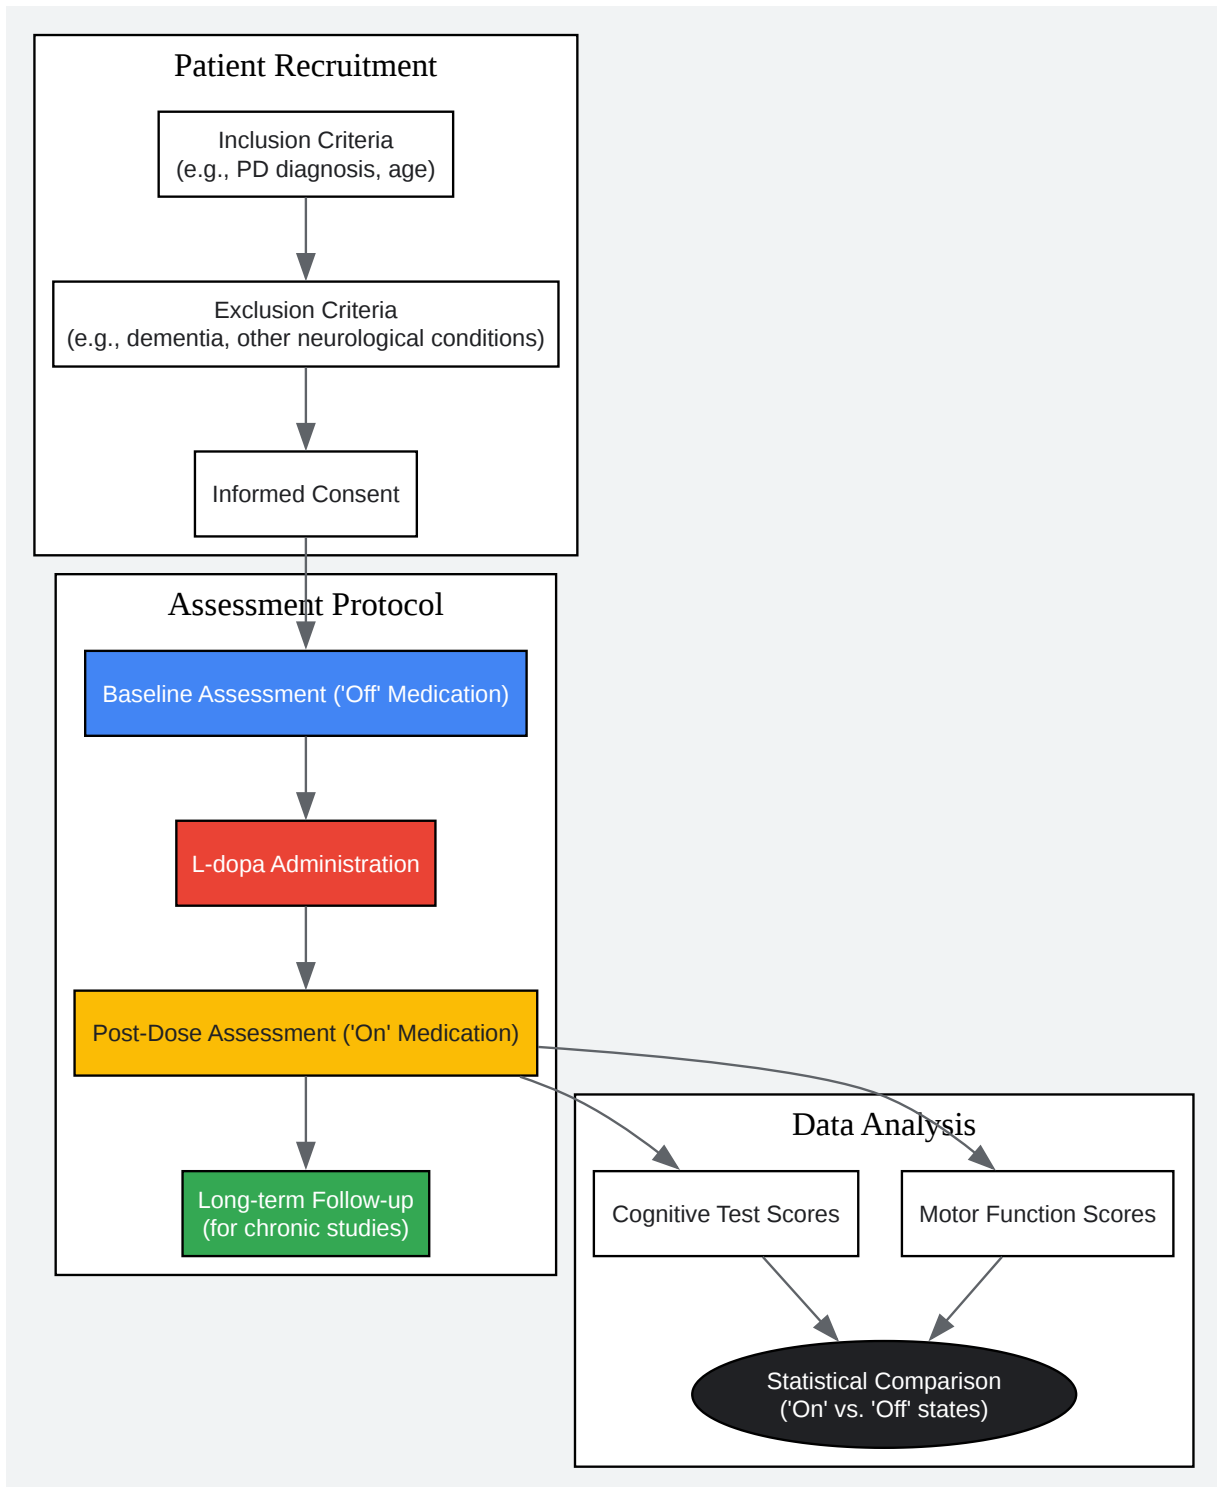 Patient Recruitment
Inclusion Criteria
(e.g., PD diagnosis, age)
Exclusion Criteria
(e.g., dementia, other neurological conditions)
Informed Consent
Assessment Protocol
Baseline Assessment ('Off' Medication)
L-dopa Administration
Post-Dose Assessment ('On' Medication)
Long-term Follow-up
(for chronic studies)
Data Analysis
Cognitive Test Scores
Motor Function Scores
Statistical Comparison
('On' vs. 'Off' states)